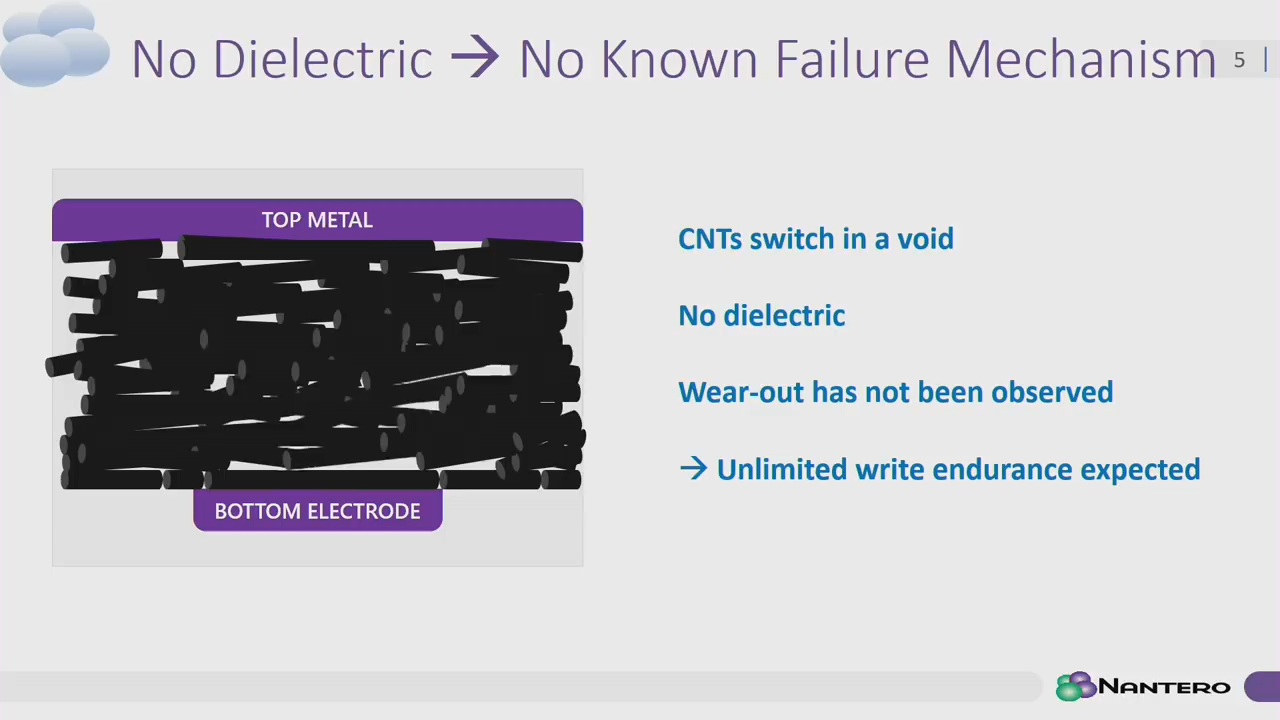 No Dielectric → No Known Failure Mechanism
5
TOP METAL
BOTTOM ELECTRODE
CNTs switch in a void
No dielectric
Wear-out has not been observed
→ Unlimited write endurance expected
NANTERO